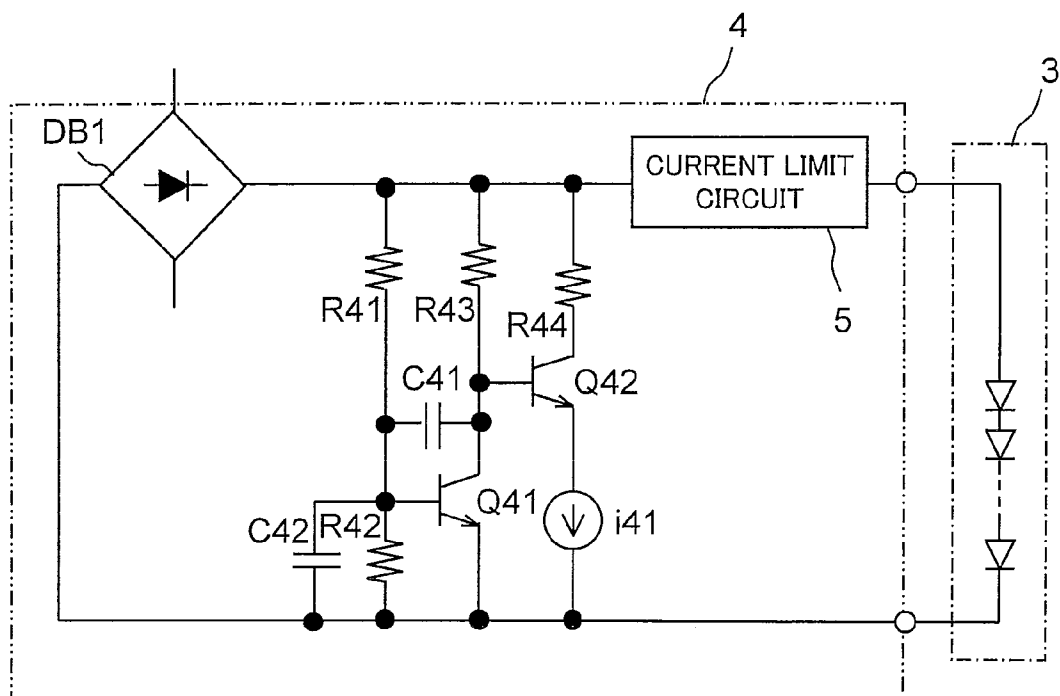 4
3
DB1
CURRENT LIMIT
CIRCUIT
5
R41
R43
R44
C41
Q42
Q41
i41
C42
R42